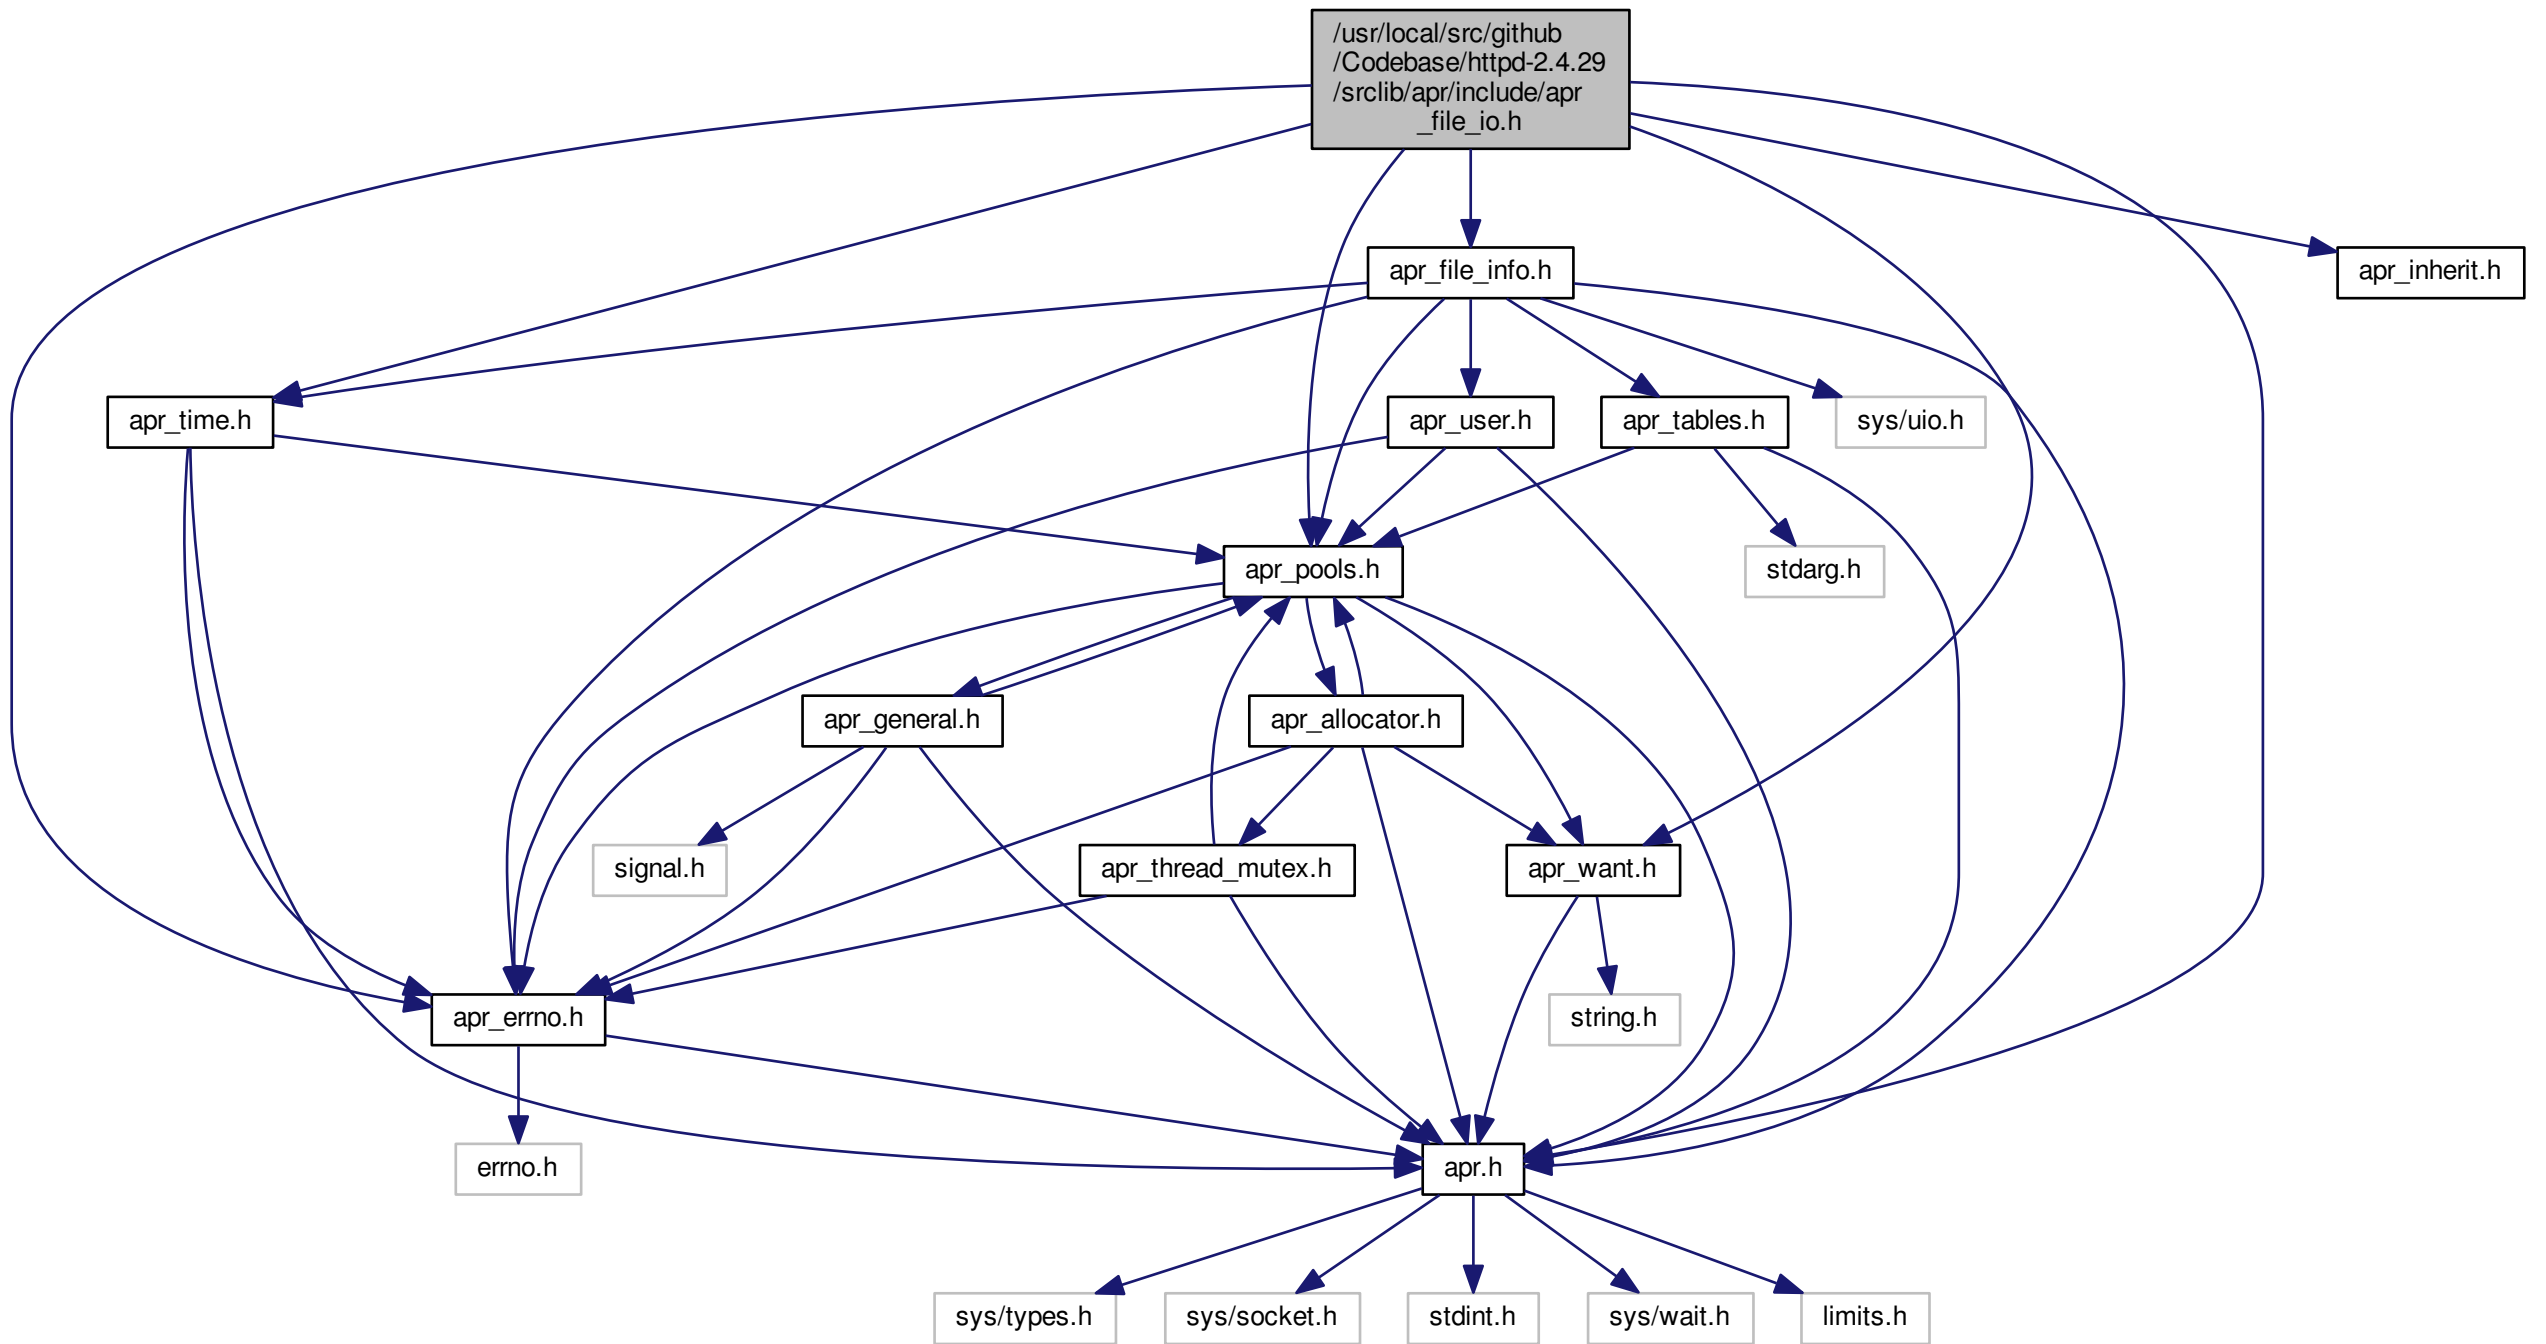 /usr/local/src/github
/Codebase/httpd-2.4.29
/srclib/apr/include/apr
_file_io.h
apr_file_info.h
apr_inherit.h
apr_time.h
apr_user.h
apr_tables.h
sys/uio.h
apr_pools.h
stdarg.h
apr_general.h
apr_allocator.h
signal.h
apr_thread_mutex.h
apr_want.h
apr_errno.h
string.h
errno.h
apr.h
sys/types.h
sys/socket.h
stdint.h
sys/wait.h
limits.h